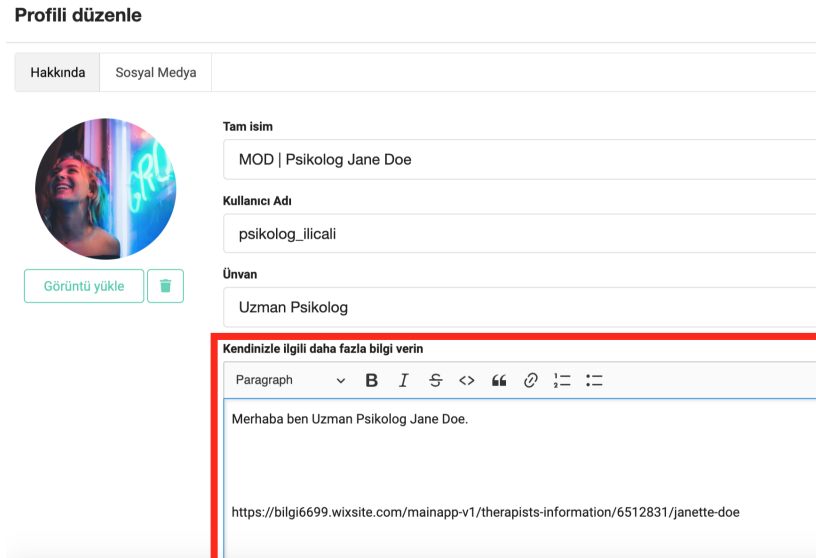 Profili düzenle
Hakkında
Sosyal Medya
Görüntü yükle
Tam isim
MOD | Psikolog Jane Doe
Kullanıcı Adı
psikolog_ilicali
Ünvan
Uzman Psikolog
Kendinizle ilgili daha fazla bilgi verin
Paragraph
Merhaba ben Uzman Psikolog Jane Doe.
https://bilgi6699.wixsite.com/mainapp-v1/therapists-information/6512831/janette-doe